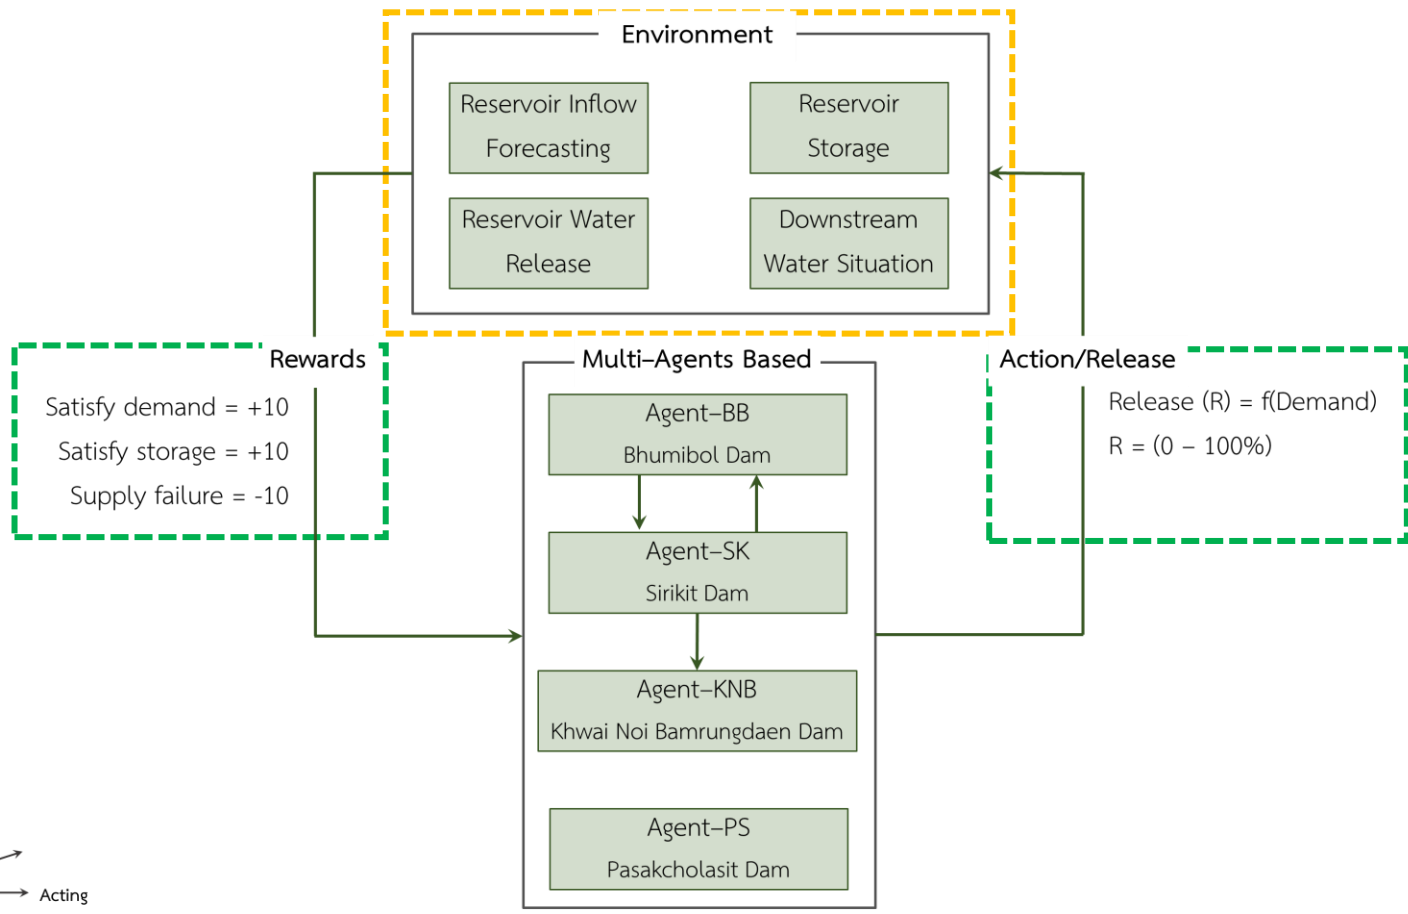 Environment
Reservoir Inflow
Forecasting
Reservoir
Storage
Reservoir Water
Release
Downstream
Water Situation
Rewards
Satisfy demand = +10
Satisfy storage = +10
Supply failure = -10
Multi–Agents Based
Agent–BB
Bhumibol Dam
Agent–SK
Sirikit Dam
Agent–KNB
Khwai Noi Bamrungdaen Dam
Agent–PS
Pasakcholasit Dam
Action/Release
Release (R) = f(Demand)
R = (0 – 100%)
Acting